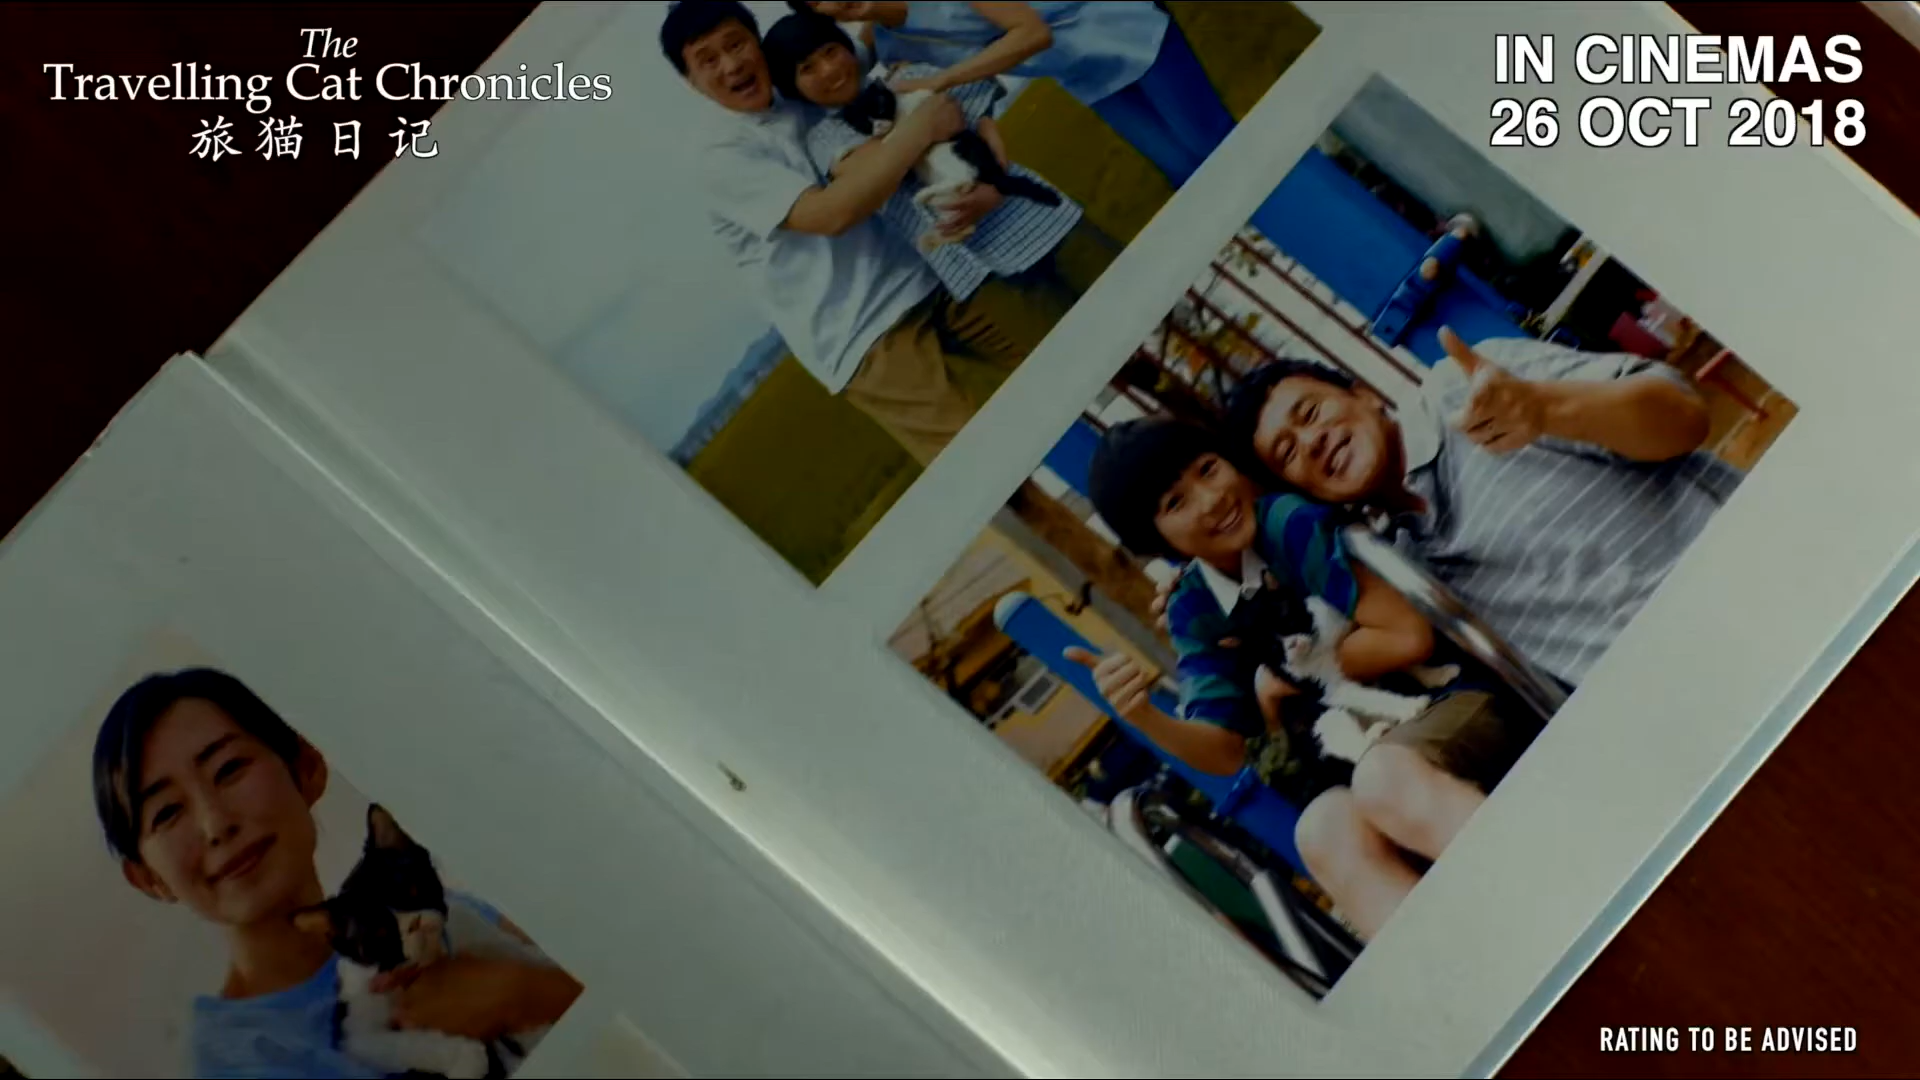 The
Travelling Cat Chronicles
旅猫日记
IN CINEMAS
26 OCT 2018
RATING TO BE ADVISED